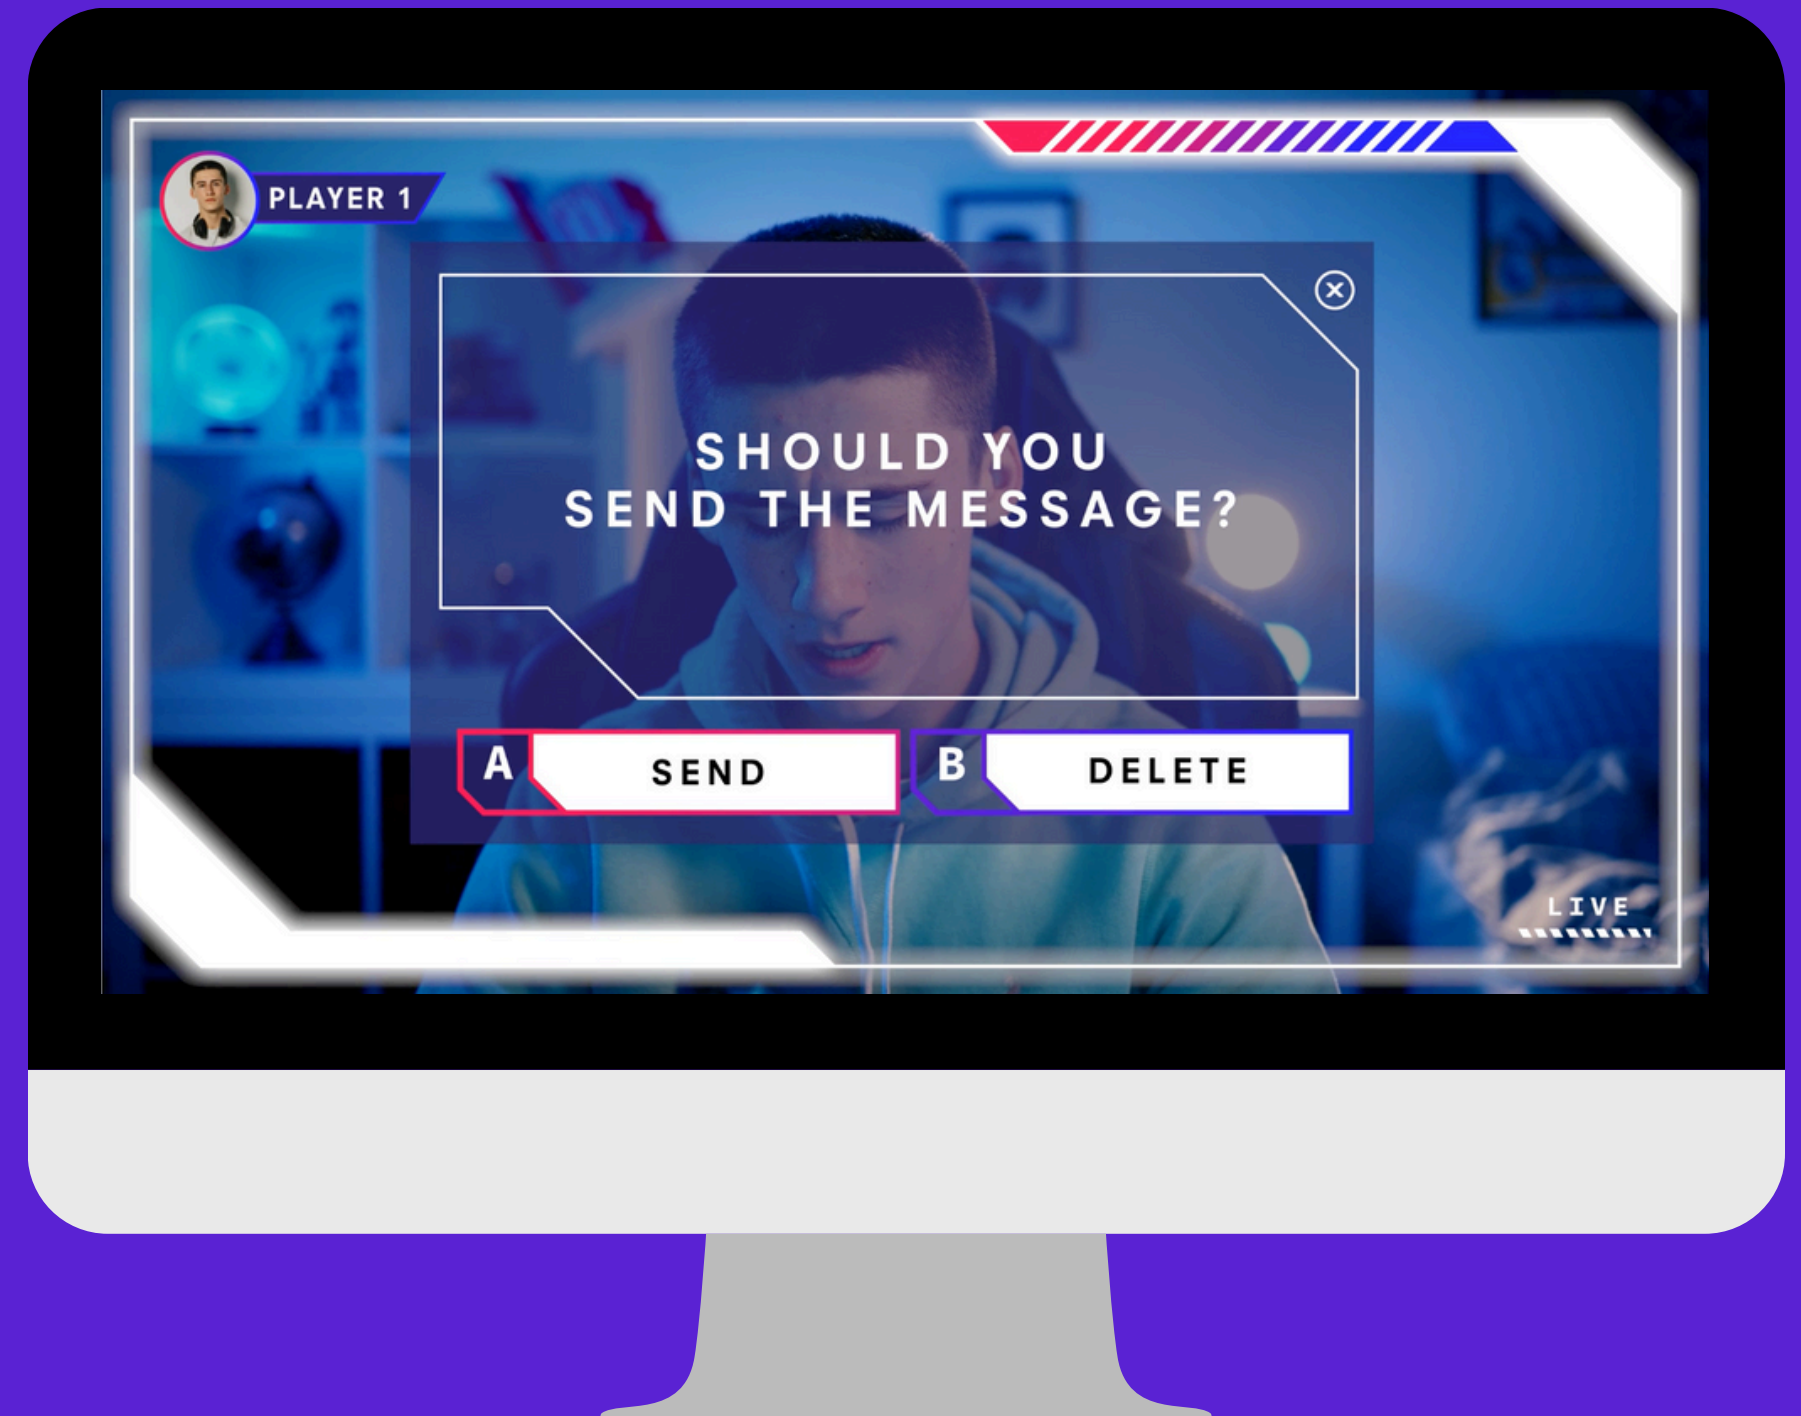 PLAYER 1
SHOULD YOU
SEND THE MESSAGE?
A SEND B DELETE
LIVE